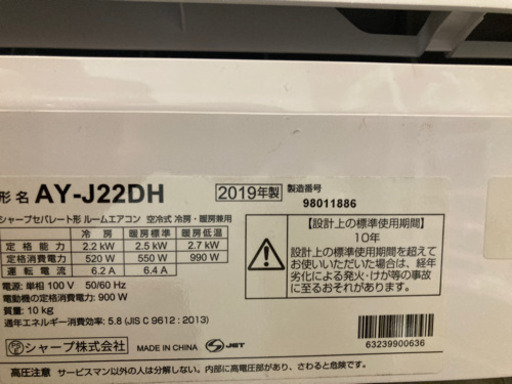 形名 AY-J22DH 2019年製 製造番号 98011886
シャープセパレート形 ルームエアコン 空冷式 冷房・暖房兼用
冷房 暖房標準 暖房低温
定格能力 2.2 kW 2.5 kW 2.7 kW
定格消費電力 520 W 550 W 990 W
運転電流 6.2 A 6.4 A
電源: 単相 100 V 50/60 Hz
電動機の定格消費電力: 900 W
質量: 10 kg
通年エネルギー消費効率: 5.8 (JIS C 9612 : 2013)
シャープ株式会社 MADE IN CHINA JET
【設計上の標準使用期間】
10年
設計上の標準使用期間を超えて
お使いいただいた場合は、経年
劣化による発火・けが等の事故
に至るおそれがあります。
63239900636
高圧注意 サービスマン以外の人は分解しない。内部に高電圧部があり、さわると危険です。